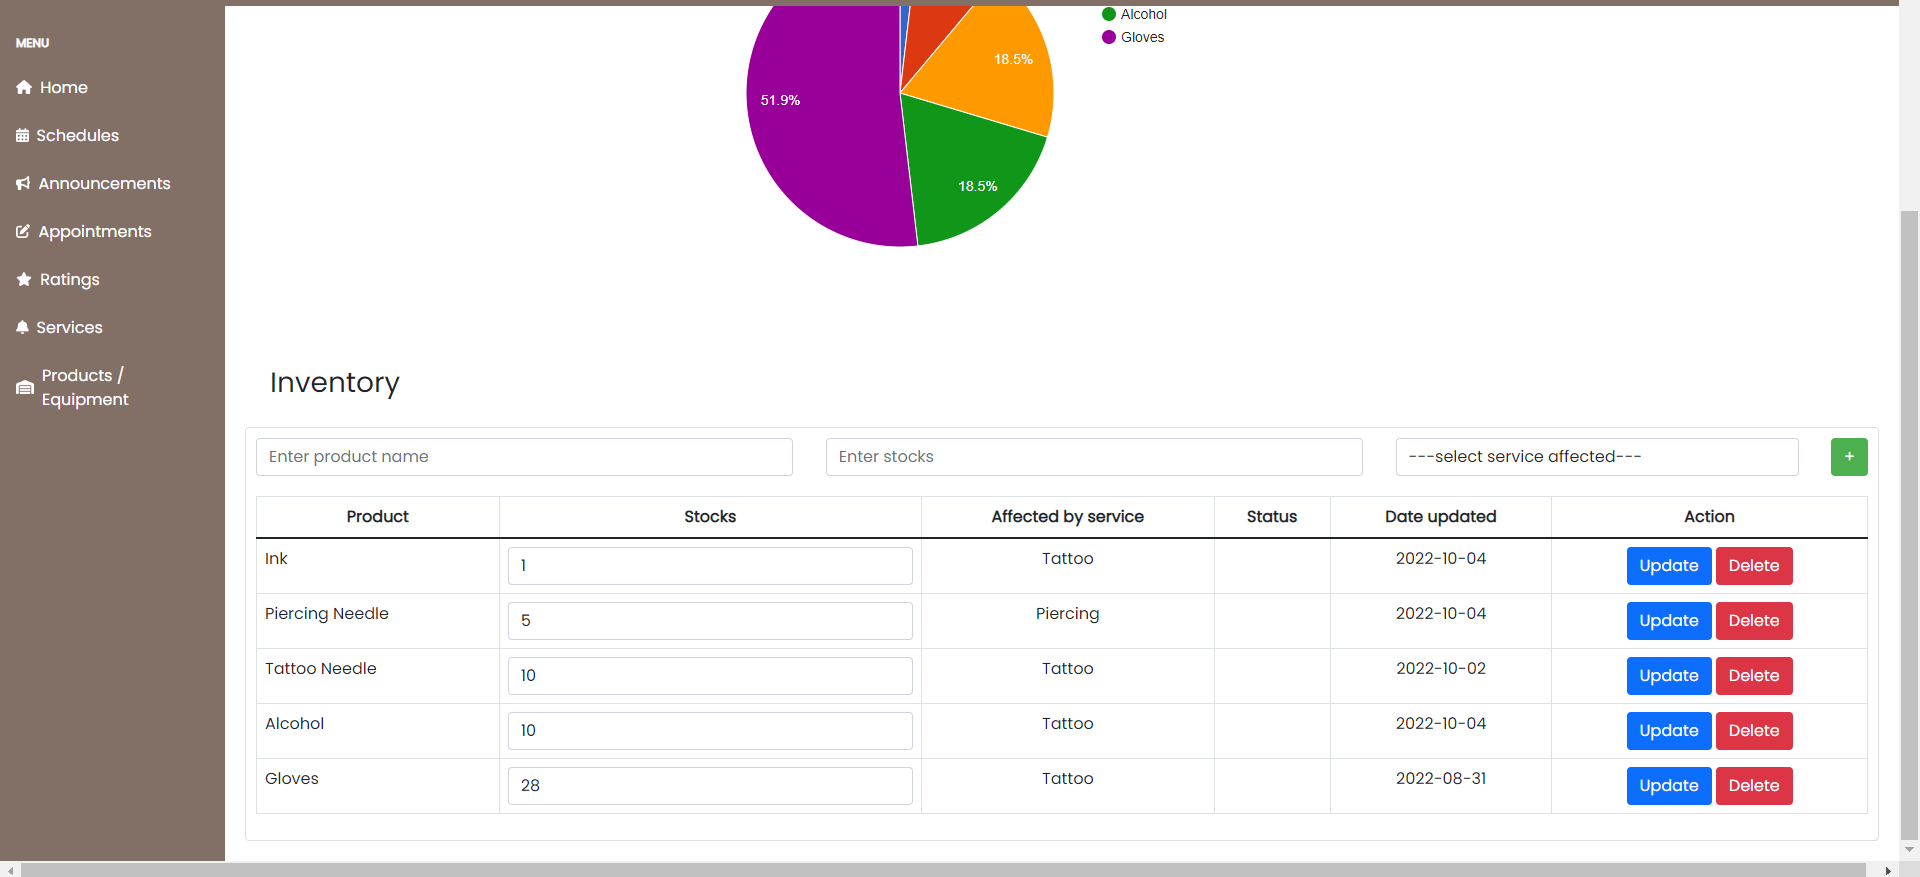 MENU
Home
Schedules
Announcements
Appointments
Ratings
Services
Products /
Equipment
Alcohol
Gloves
18.5%
51.9%
18.5%
Inventory
Enter product name
Enter stocks
---select service affected---
+
Product Stocks Affected by service Status Date updated Action
Ink 1 Tattoo 2022-10-04 Update Delete
Piercing Needle 5 Piercing 2022-10-04 Update Delete
Tattoo Needle 10 Tattoo 2022-10-02 Update Delete
Alcohol 10 Tattoo 2022-10-04 Update Delete
Gloves 28 Tattoo 2022-08-31 Update Delete